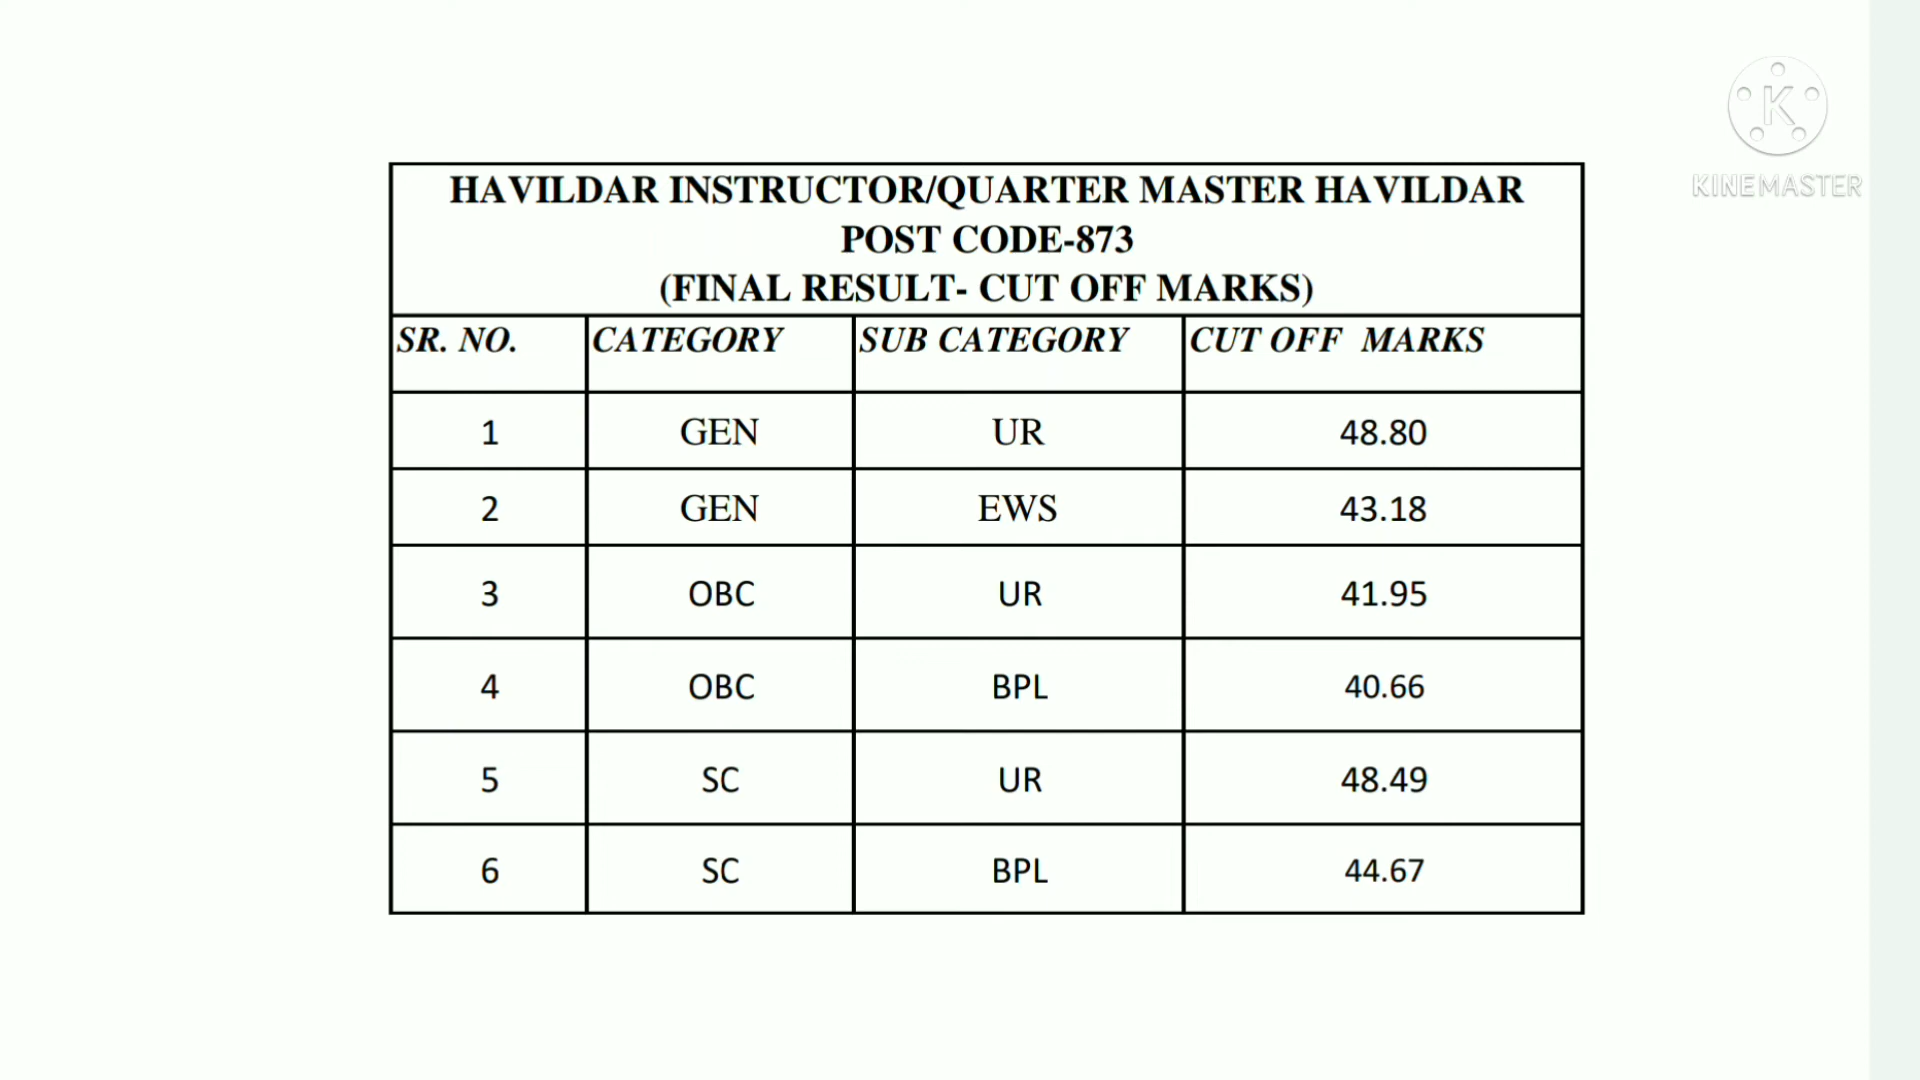 K
KINEMASTER
HAVILDAR INSTRUCTOR/QUARTER MASTER HAVILDAR
POST CODE-873
(FINAL RESULT- CUT OFF MARKS)
SR. NO. CATEGORY SUB CATEGORY CUT OFF MARKS
1 GEN UR 48.80
2 GEN EWS 43.18
3 OBC UR 41.95
4 OBC BPL 40.66
5 SC UR 48.49
6 SC BPL 44.67